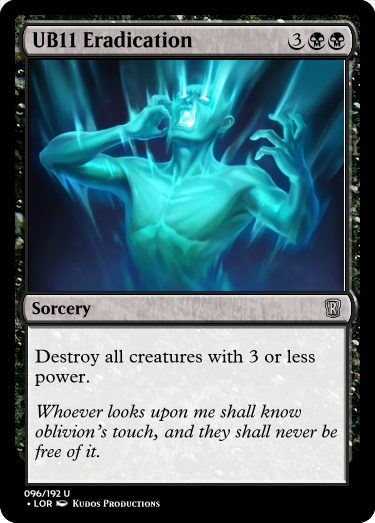 UB11 Eradication 3
Sorcery
R
Destroy all creatures with 3 or less
power.
Whoever looks upon me shall know
oblivion's touch, and they shall never be
free of it.
096/192 U
• LOR Kudos Productions